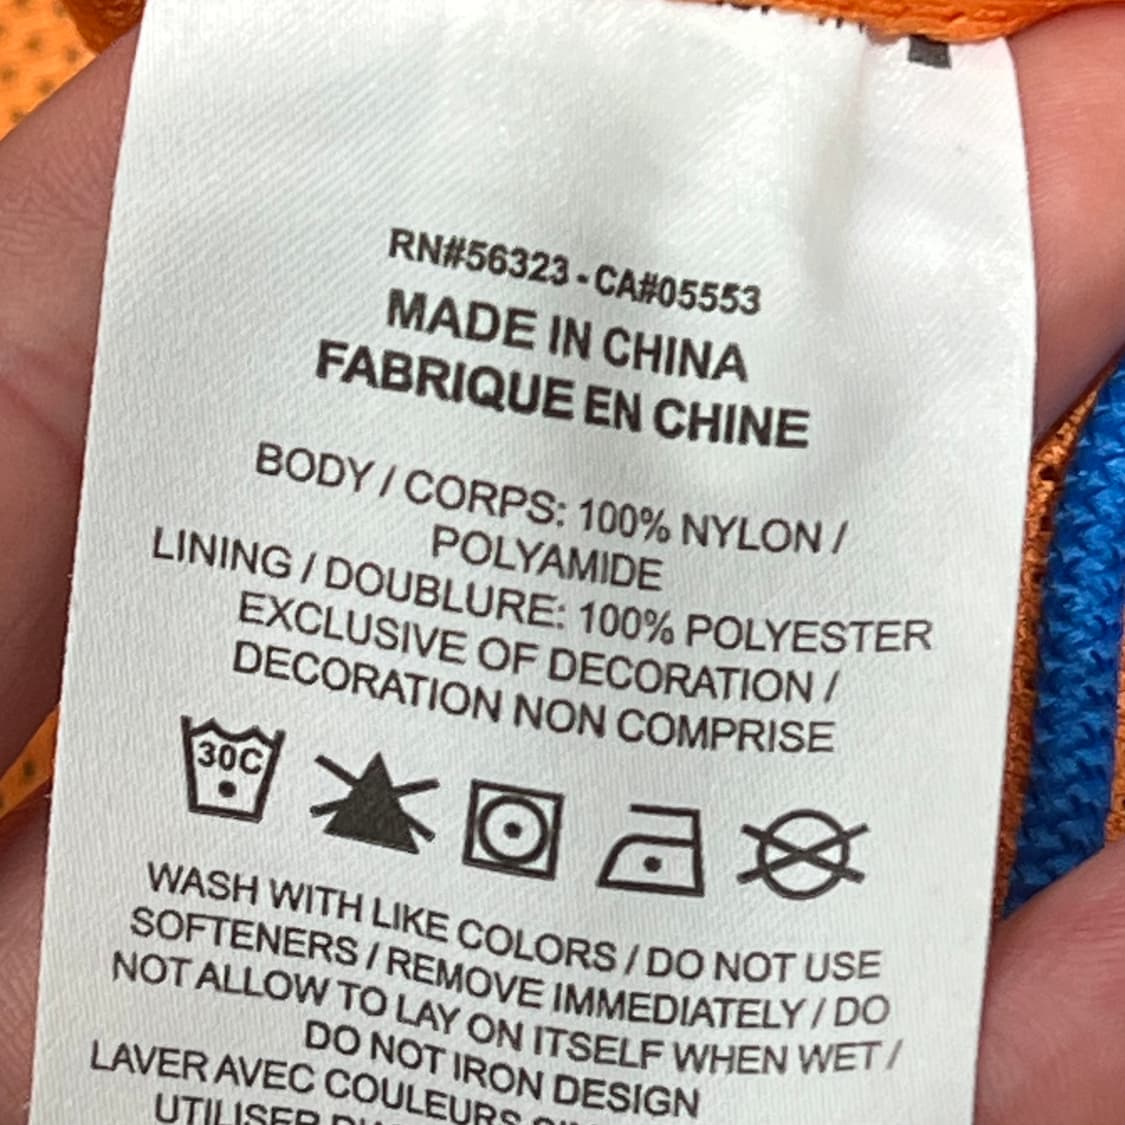 RN#56323 - CA#05553
MADE IN CHINA
FABRIQUE EN CHINE
BODY / CORPS: 100% NYLON /
POLYAMIDE
LINING / DOUBLURE: 100% POLYESTER
EXCLUSIVE OF DECORATION /
DECORATION NON COMPRISE
30C
WASH WITH LIKE COLORS / DO NOT USE
SOFTENERS / REMOVE IMMEDIATELY / DO
NOT ALLOW TO LAY ON ITSELF WHEN WET /
DO NOT IRON DESIGN
LAVER AVEC COULEURS
UTILISER